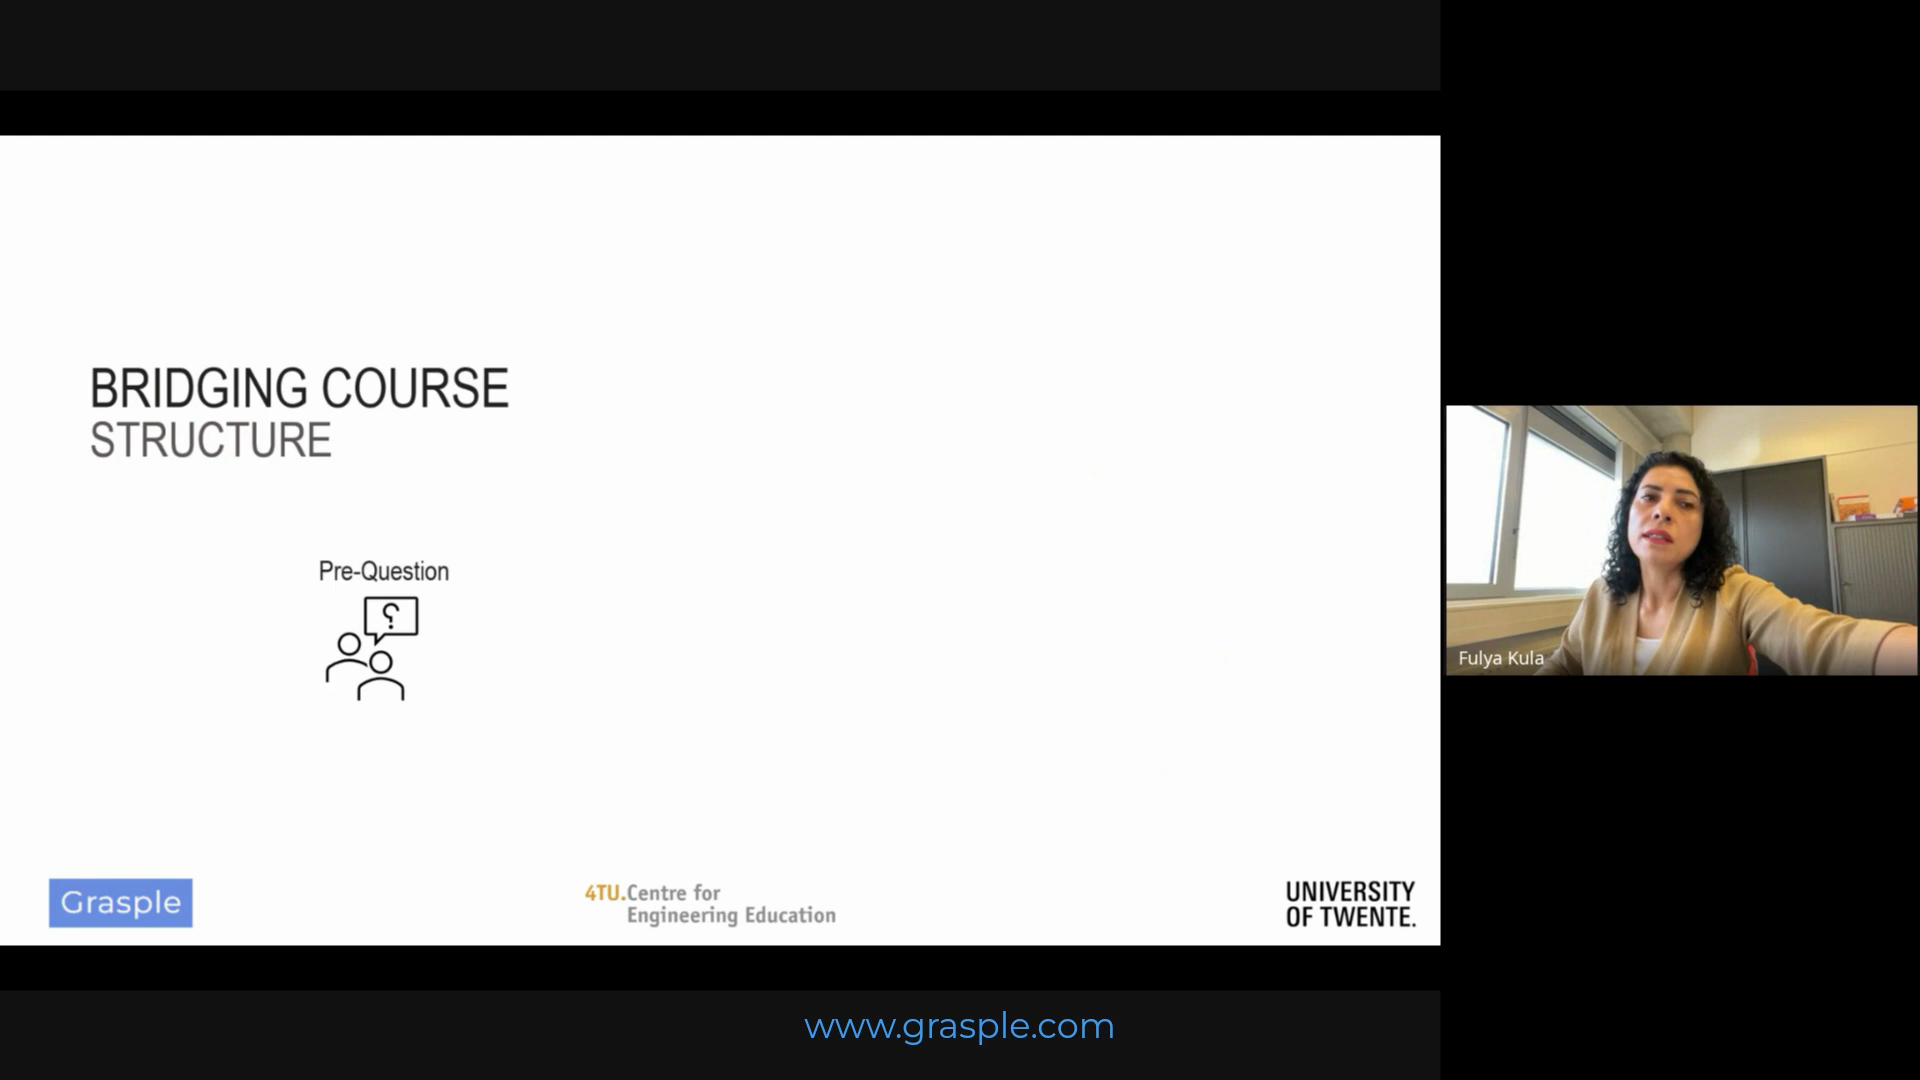 BRIDGING COURSE
STRUCTURE
Pre-Question
?
Grasple
4TU.Centre for
Engineering Education
UNIVERSITY
OF TWENTE.
Fulya Kula
www.grasple.com